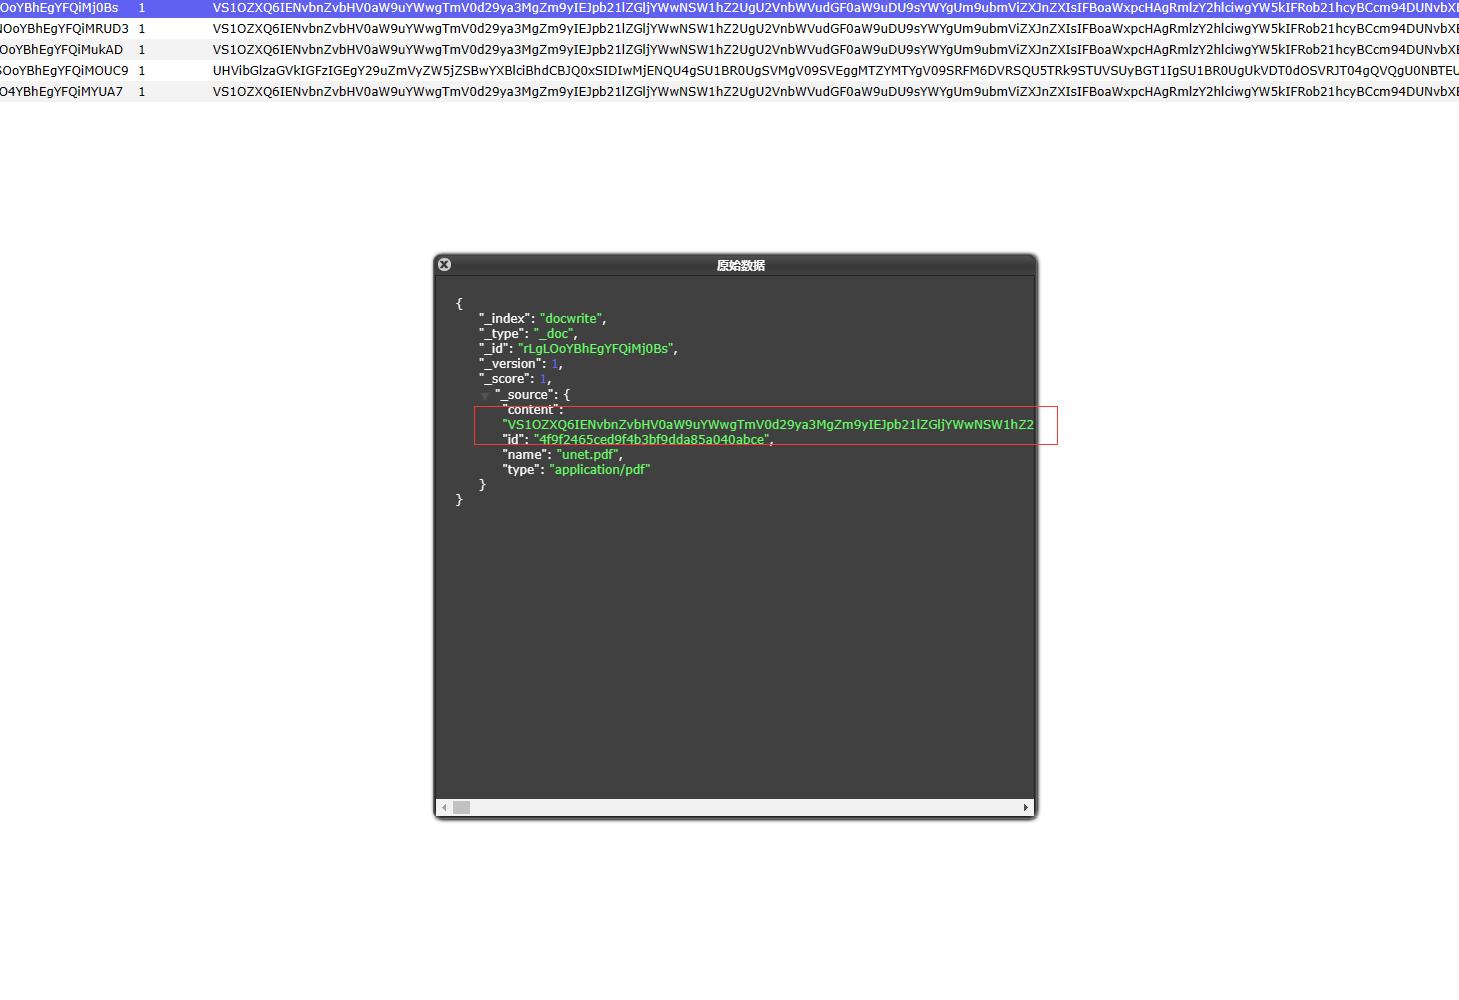 OoYBhEgYFQiMj0Bs 1 VS1OZXQ6IENvbnZvbHV0aW9uYWwgTmV0d29ya3MgZm9yIEJpb21lZGljYWwNSW1hZ2UgU2VnbWVudGF0aW9uDU9sYWYgUm9ubmViZXJnZXIsIFBoaWxpcHAgRmlzY2hlciwgYW5kIFRob21hcyBCcm94DUNvbXB
NOoYBhEgYFQiMRUD3 1 VS1OZXQ6IENvbnZvbHV0aW9uYWwgTmV0d29ya3MgZm9yIEJpb21lZGljYWwNSW1hZ2UgU2VnbWVudGF0aW9uDU9sYWYgUm9ubmViZXJnZXIsIFBoaWxpcHAgRmlzY2hlciwgYW5kIFRob21hcyBCcm94DUNvbXB
OoYBhEgYFQiMukAD 1 VS1OZXQ6IENvbnZvbHV0aW9uYWwgTmV0d29ya3MgZm9yIEJpb21lZGljYWwNSW1hZ2UgU2VnbWVudGF0aW9uDU9sYWYgUm9ubmViZXJnZXIsIFBoaWxpcHAgRmlzY2hlciwgYW5kIFRob21hcyBCcm94DUNvbXB
SOoYBhEgYFQiMOUC9 1 UHVibGlzaGVkIGFzIGEgY29uZmVyZW5jZSBwYXBlciBhdCBJQ0xSIDIwMjENQU4gSU1BR0UgSVMgV09SVEggMTZYMTYgV09SRFM6DVRSQU5TRk9STUVSUyBGT1IgSU1BR0UgUkVDT0dOSVRJT04gQVQgU0NBTEU
O4YBhEgYFQiMYUA7 1 VS1OZXQ6IENvbnZvbHV0aW9uYWwgTmV0d29ya3MgZm9yIEJpb21lZGljYWwNSW1hZ2UgU2VnbWVudGF0aW9uDU9sYWYgUm9ubmViZXJnZXIsIFBoaWxpcHAgRmlzY2hlciwgYW5kIFRob21hcyBCcm94DUNvbXB
原始数据
{
"_index": "docwrite",
"_type": "_doc",
"_id": "rLgLOoYBhEgYFQiMj0Bs",
"_version": 1,
"_score": 1,
"_source": {
"content":
"VS1OZXQ6IENvbnZvbHV0aW9uYWwgTmV0d29ya3MgZm9yIEJpb21lZGljYWwNSW1hZ2
"id": "4f9f2465ced9f4b3bf9dda85a040abce",
"name": "unet.pdf",
"type": "application/pdf"
}
}